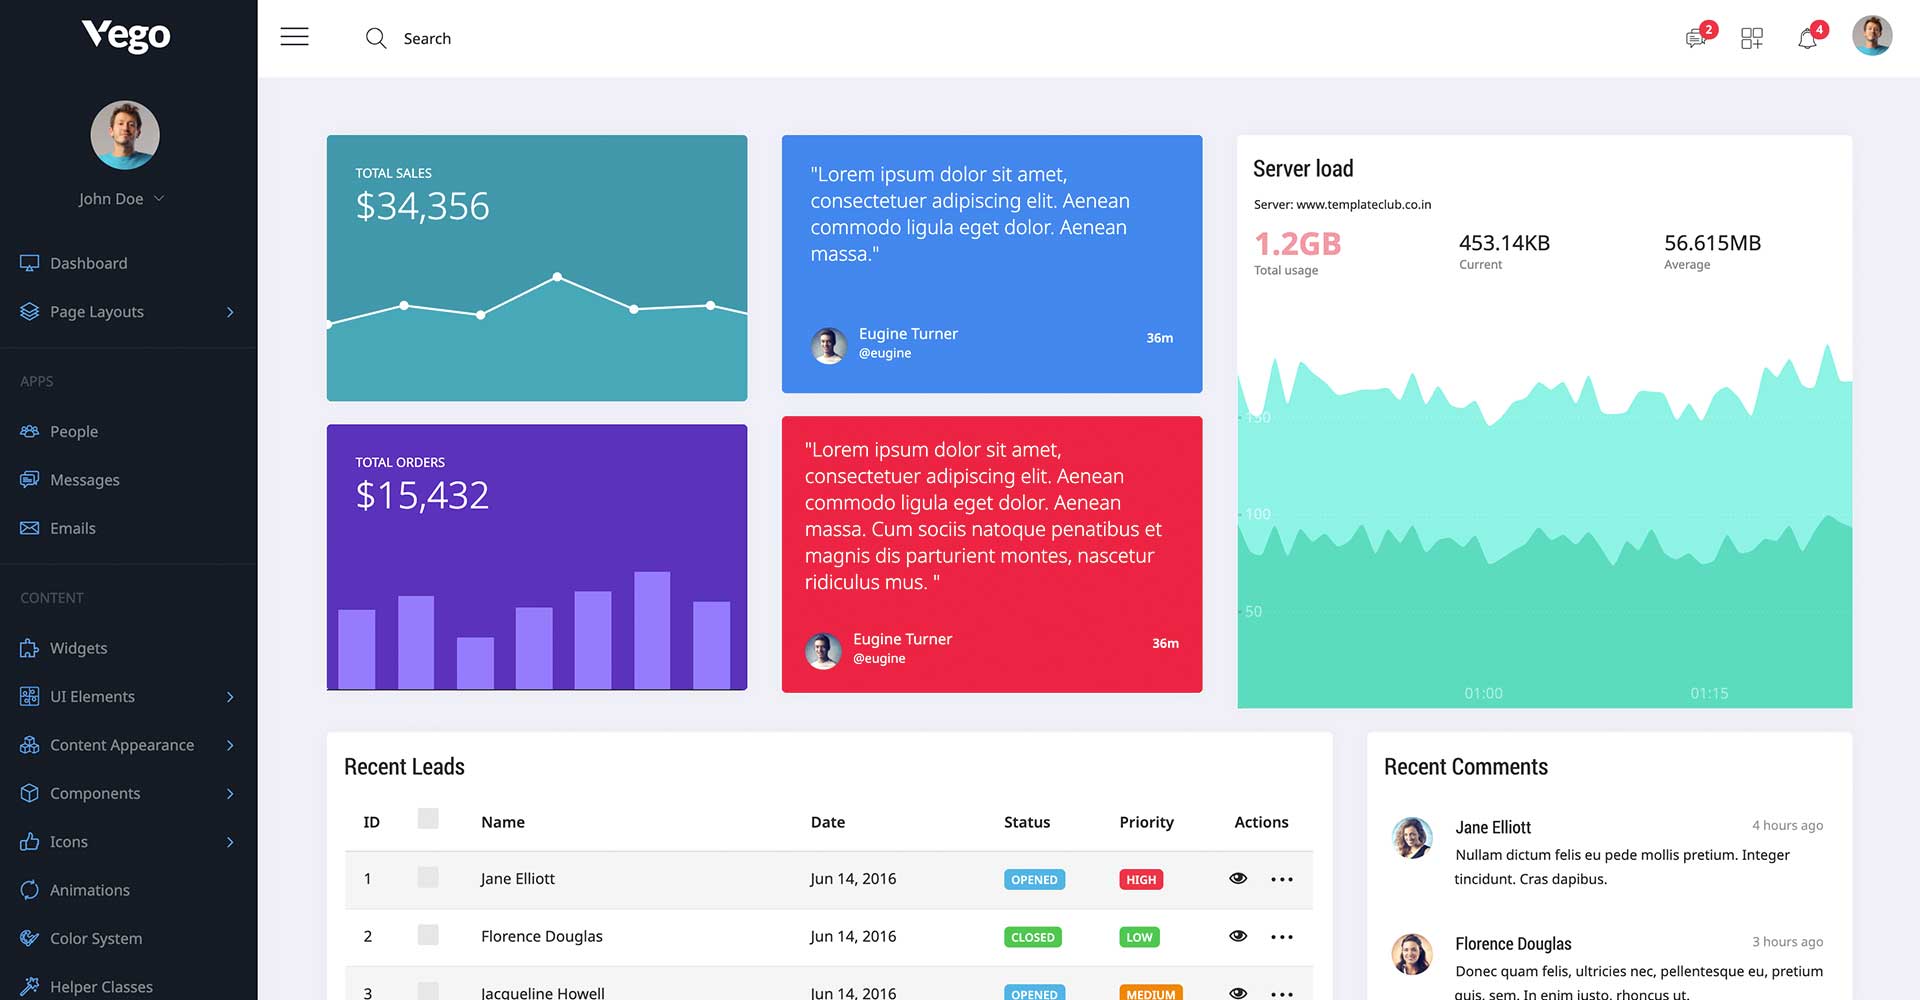 Vego
John Doe
Dashboard
Page Layouts
APPS
People
Messages
Emails
CONTENT
Widgets
UI Elements
Content Appearance
Components
Icons
Animations
Color System
Helper Classes
Search
2
4
TOTAL SALES
$34,356
TOTAL ORDERS
$15,432
"Lorem ipsum dolor sit amet,
consectetuer adipiscing elit. Aenean
commodo ligula eget dolor. Aenean
massa."
Eugine Turner
@eugine
36m
"Lorem ipsum dolor sit amet,
consectetuer adipiscing elit. Aenean
commodo ligula eget dolor. Aenean
massa. Cum sociis natoque penatibus et
magnis dis parturient montes, nascetur
ridiculus mus. "
Eugine Turner
@eugine
36m
Server load
Server: www.templateclub.co.in
1.2GB 453.14KB 56.615MB
Total usage Current Average
150
100
50
01:00 01:15
Recent Leads
ID Name Date Status Priority Actions
1 Jane Elliott Jun 14, 2016 OPENED HIGH
2 Florence Douglas Jun 14, 2016 CLOSED LOW
3 Jacqueline Howell Jun 14, 2016 OPENED MEDIUM
Recent Comments
Jane Elliott 4 hours ago
Nullam dictum felis eu pede mollis pretium. Integer
tincidunt. Cras dapibus.
Florence Douglas 3 hours ago
Donec quam felis, ultricies nec, pellentesque eu, pretium
quis, sem. In enim justo, rhoncus ut.